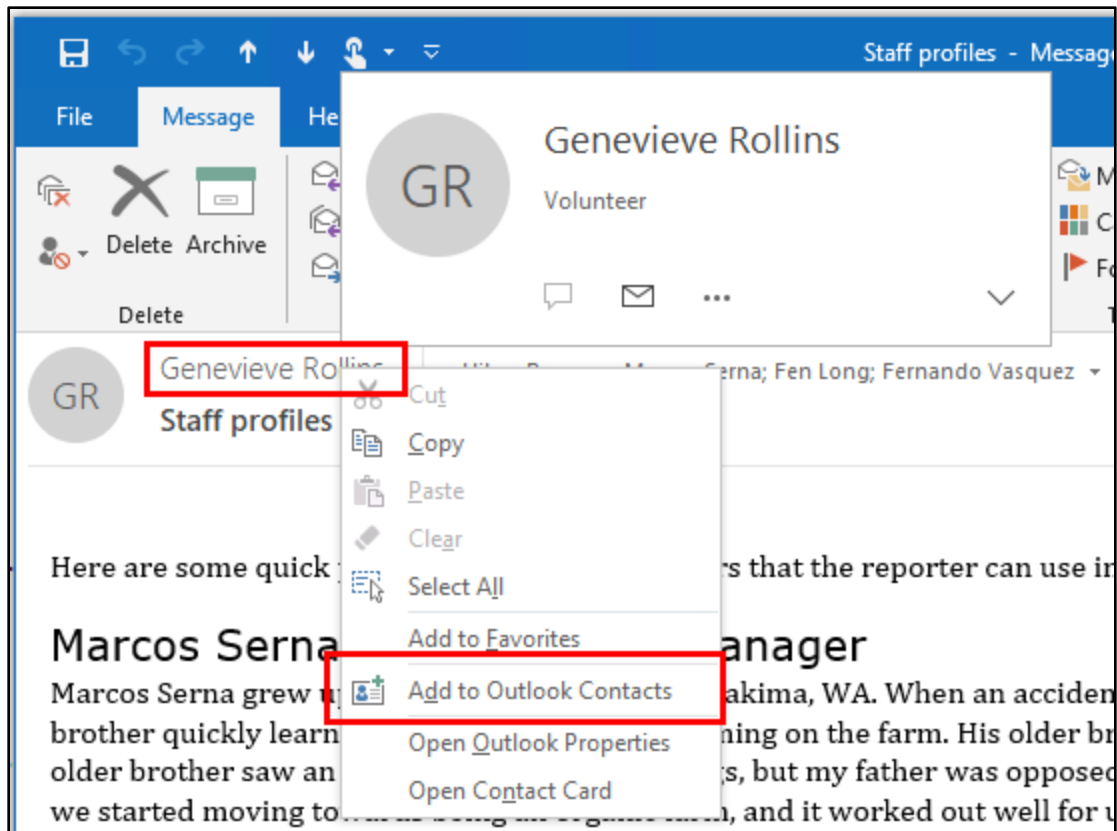 Staff profiles - Messag
File
Message
He
Genevieve Rollins
GR
Volunteer
Delete
Archive
M
C
Fo
Delete
GR
Genevieve Rollins
Serna; Fen Long; Fernando Vasquez
Staff profiles
Cut
Copy
Paste
Clear
Select All
Add to Favorites
Add to Outlook Contacts
Open Outlook Properties
Open Contact Card
Here are some quick
rs that the reporter can use in
Marcos Serna
anager
Marcos Serna grew u
akima, WA. When an acciden
brother quickly learn
ning on the farm. His older br
older brother saw an
s, but my father was opposed
we started moving
farm, and it worked out well for u